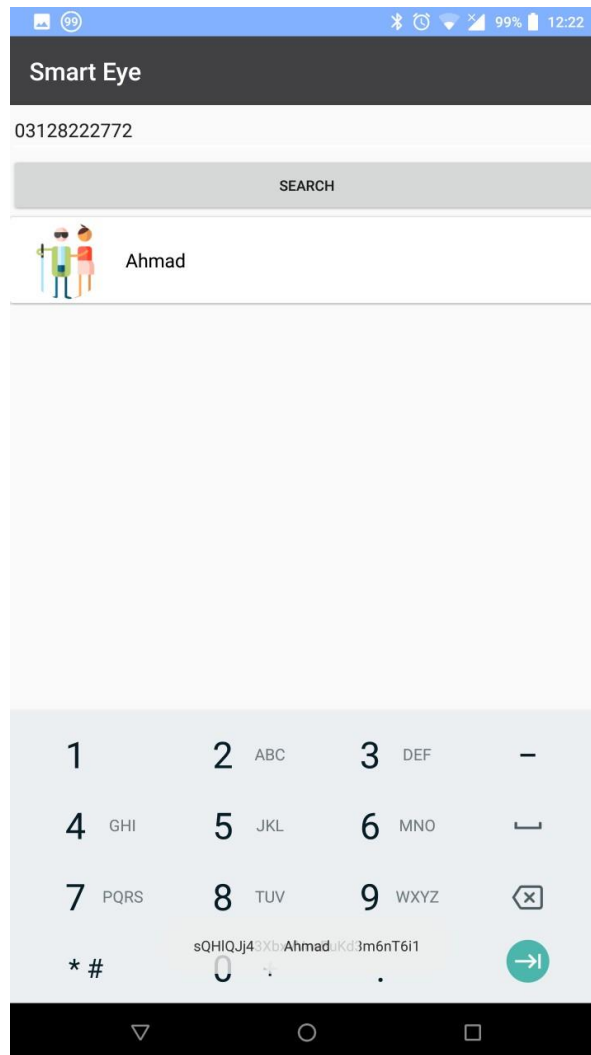 99 99% 12:22
Smart Eye
03128222772
SEARCH
Ahmad
1 2 ABC 3 DEF –
4 GHI 5 JKL 6 MNO
7 PQRS 8 TUV 9 WXYZ
Ahmad
* # 0 + .